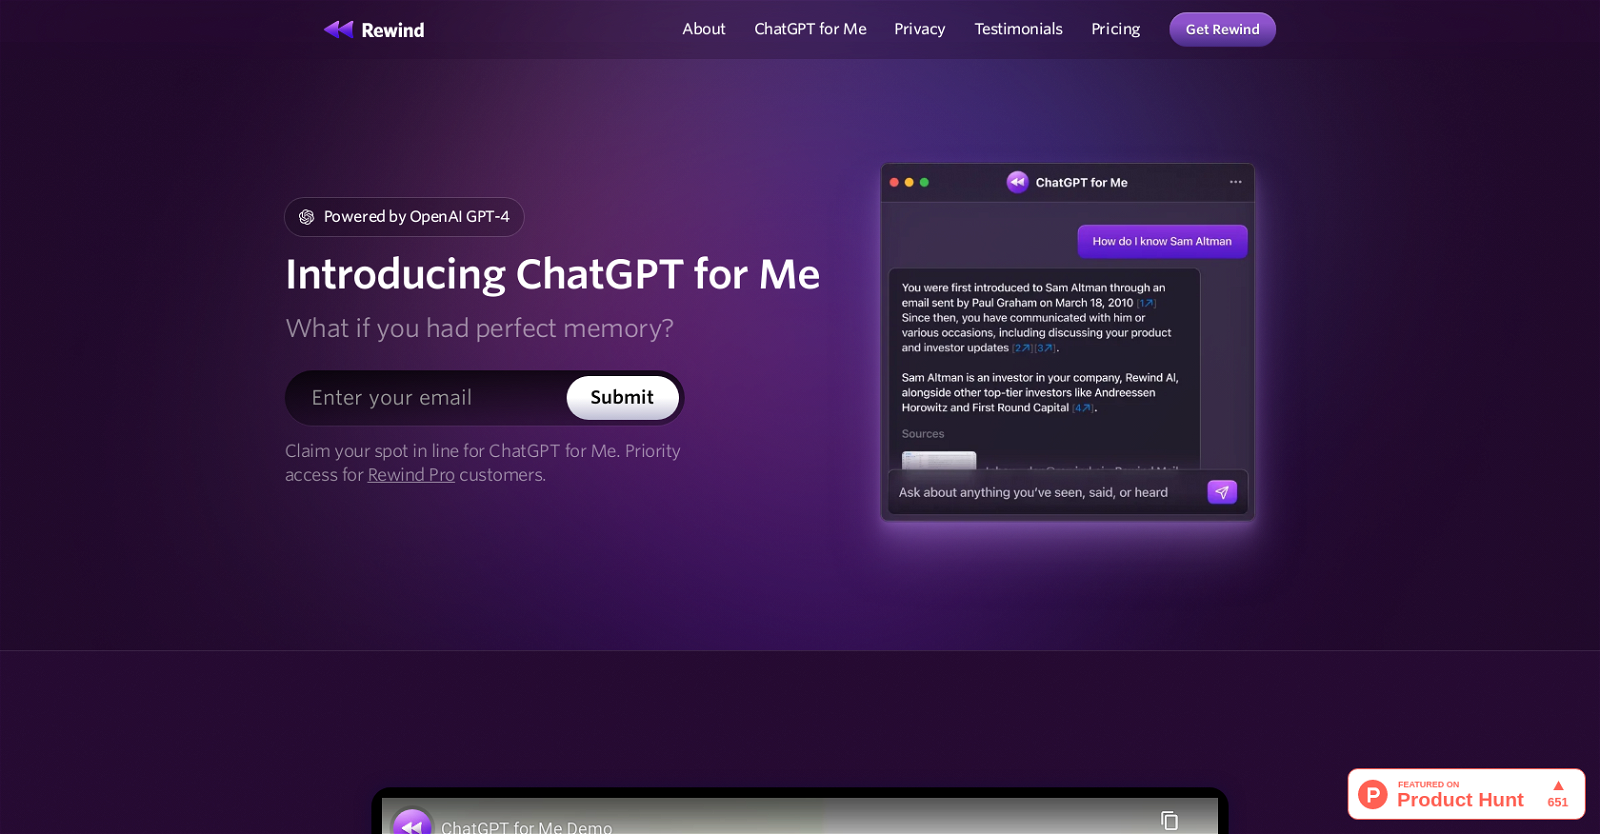 Rewind
About
ChatGPT for Me
Privacy
Testimonials
Pricing
Get Rewind
Powered by OpenAI GPT-4
Introducing ChatGPT for Me
What if you had perfect memory?
Enter your email
Submit
Claim your spot in line for ChatGPT for Me. Priority
access for Rewind Pro customers.
ChatGPT for Me
How do I know Sam Altman
You were first introduced to Sam Altman through an
email sent by Paul Graham on March 18, 2010 [1↗]
Since then, you have communicated with him or
various occasions, including discussing your product
and investor updates [2↗][3↗].
Sam Altman is an investor in your company, Rewind AI,
alongside other top-tier investors like Andreessen
Horowitz and First Round Capital [4↗].
Sources
Ask about anything you've seen, said, or heard
ChatGPT for Me Demo
P
FEATURED ON
Product Hunt
651